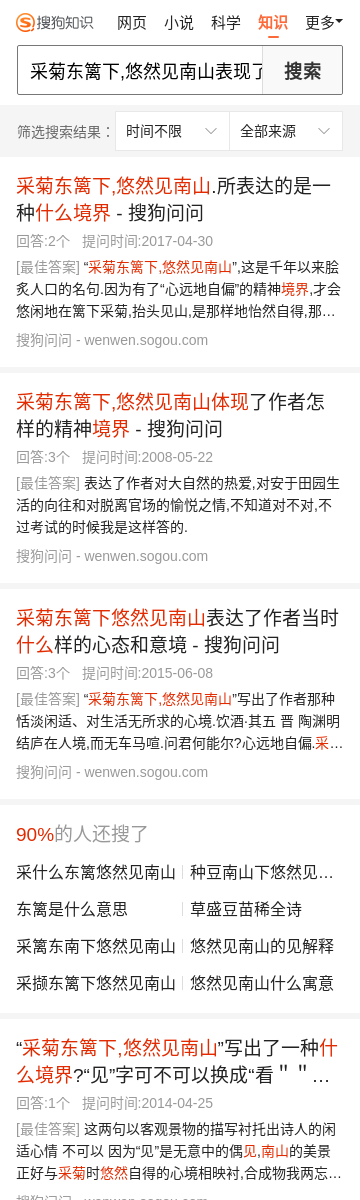 搜狗知识 网页 小说 科学 知识 更多
采菊东篱下,悠然见南山表现了 搜索
筛选搜索结果： 时间不限 全部来源
采菊东篱下,悠然见南山.所表达的是一
种什么境界 - 搜狗问问
回答:2个 提问时间:2017-04-30
[最佳答案] “采菊东篱下,悠然见南山”,这是千年以来脍
炙人口的名句.因为有了“心远地自偏”的精神境界,才会
悠闲地在篱下采菊,抬头见山,是那样地怡然自得,那…
搜狗问问 - wenwen.sogou.com
采菊东篱下,悠然见南山体现了作者怎
样的精神境界 - 搜狗问问
回答:3个 提问时间:2008-05-22
[最佳答案] 表达了作者对大自然的热爱,对安于田园生
活的向往和对脱离官场的愉悦之情,不知道对不对,不
过考试的时候我是这样答的.
搜狗问问 - wenwen.sogou.com
采菊东篱下悠然见南山表达了作者当时
什么样的心态和意境 - 搜狗问问
回答:3个 提问时间:2015-06-08
[最佳答案] “采菊东篱下,悠然见南山”写出了作者那种
恬淡闲适、对生活无所求的心境.饮酒·其五 晋 陶渊明
结庐在人境,而无车马喧.问君何能尔?心远地自偏.采…
搜狗问问 - wenwen.sogou.com
90%的人还搜了
采什么东篱悠然见南山 种豆南山下悠然见…
东篱是什么意思 草盛豆苗稀全诗
采篱东南下悠然见南山 悠然见南山的见解释
采撷东篱下悠然见南山 悠然见南山什么寓意
“采菊东篱下,悠然见南山”写出了一种什
么境界?“见”字可不可以换成“看＂＂…
回答:1个 提问时间:2014-04-25
[最佳答案] 这两句以客观景物的描写衬托出诗人的闲
适心情 不可以 因为“见”是无意中的偶见,南山的美景
正好与采菊时悠然自得的心境相映衬,合成物我两忘…
搜狗问问 - wenwen.sogou.com